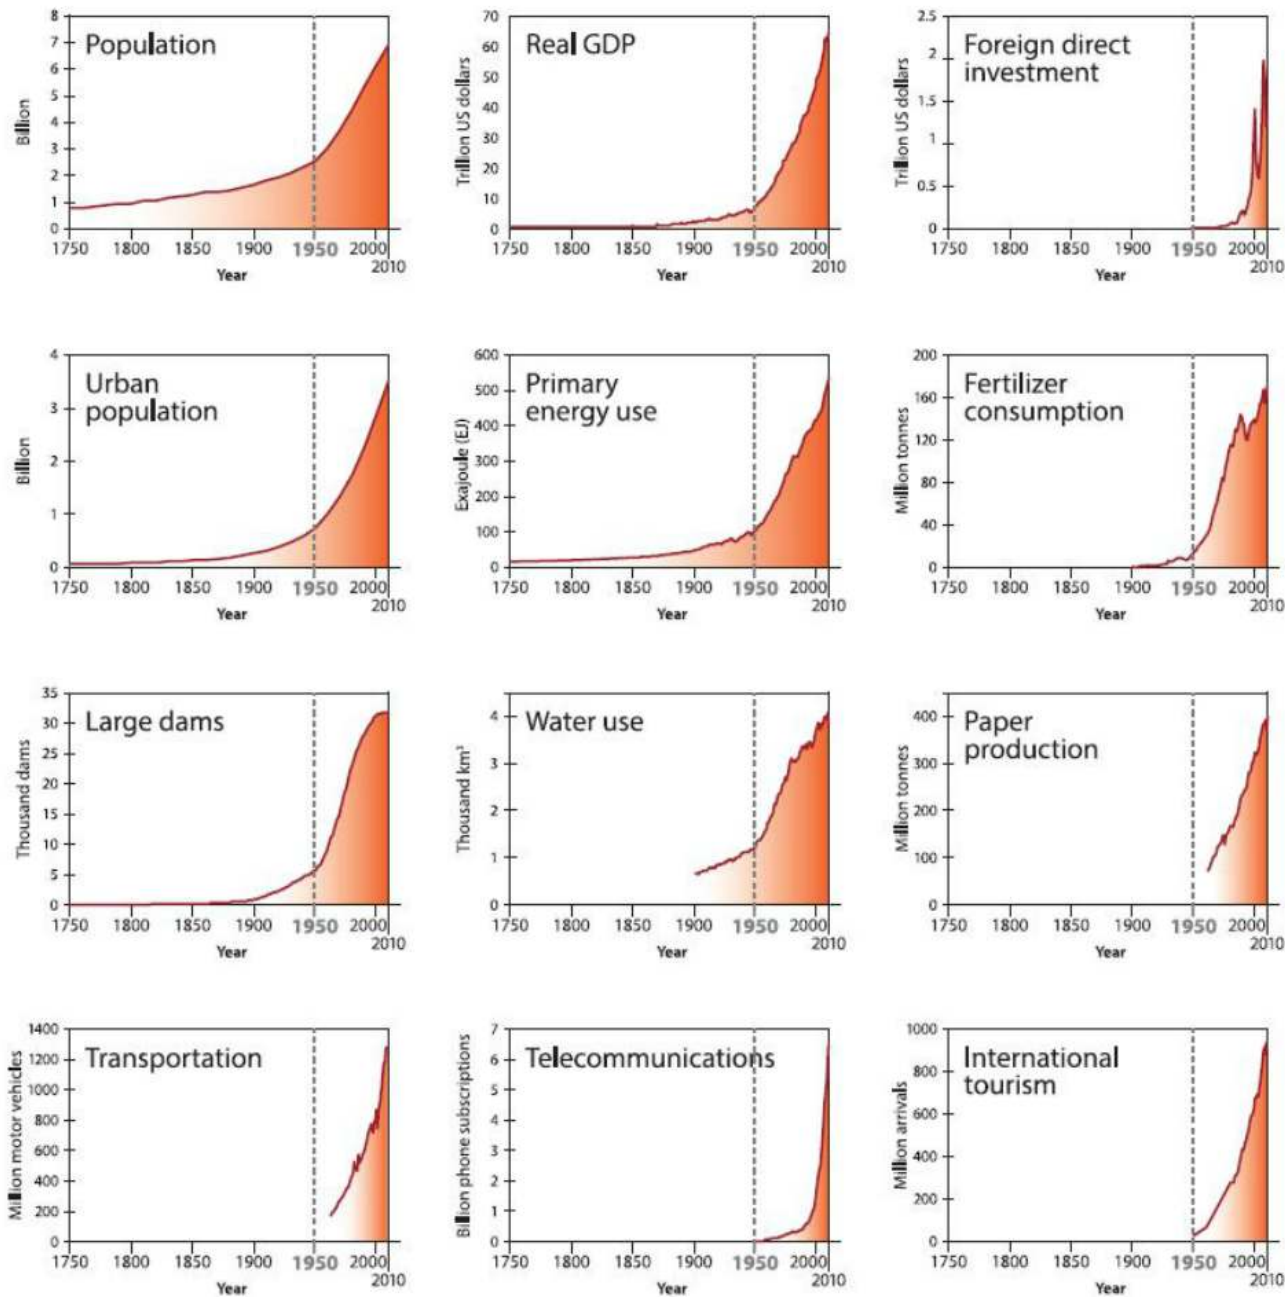 Population
Billion
8
7
6
5
4
3
2
1
0
1750 1800 1850 1900 1950 2000
2010
Year
Real GDP
Trillion US dollars
70
60
50
40
30
20
10
0
1750 1800 1850 1900 1950 2000
2010
Year
Foreign direct
investment
Trillion US dollars
2.5
2
1.5
1
0.5
0
1750 1800 1850 1900 1950 2000
2010
Year
Urban
population
Billion
4
3
2
1
0
1750 1800 1850 1900 1950 2000
2010
Year
Primary
energy use
Exajoule (EJ)
600
500
400
300
200
100
0
1750 1800 1850 1900 1950 2000
2010
Year
Fertilizer
consumption
Million tonnes
200
160
120
80
40
0
1750 1800 1850 1900 1950 2000
2010
Year
Large dams
Thousand dams
35
30
25
20
15
10
5
0
1750 1800 1850 1900 1950 2000
2010
Year
Water use
Thousand km³
4
3
2
1
0
1750 1800 1850 1900 1950 2000
2010
Year
Paper
production
Million tonnes
400
300
200
100
0
1750 1800 1850 1900 1950 2000
2010
Year
Transportation
Million motor vehicles
1400
1200
1000
800
600
400
200
0
1750 1800 1850 1900 1950 2000
2010
Year
Telecommunications
Billion phone subscriptions
7
6
5
4
3
2
1
0
1750 1800 1850 1900 1950 2000
2010
Year
International
tourism
Million arrivals
1000
800
600
400
200
0
1750 1800 1850 1900 1950 2000
2010
Year